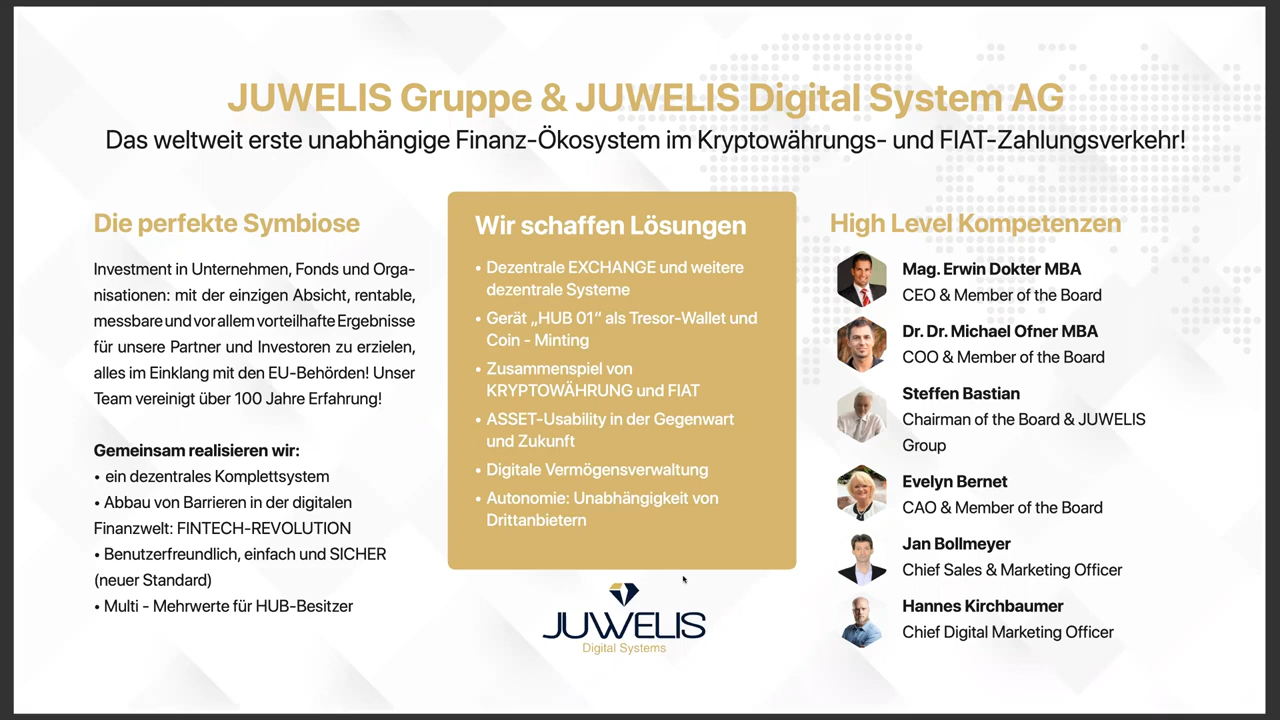 JUWELIS Gruppe & JUWELIS Digital System AG
Das weltweit erste unabhängige Finanz-Ökosystem im Kryptowährungs- und FIAT-Zahlungsverkehr!
Die perfekte Symbiose
Investment in Unternehmen, Fonds und Orga-
nisationen: mit der einzigen Absicht, rentable,
messbare und vor allem vorteilhafte Ergebnisse
für unsere Partner und Investoren zu erzielen,
alles im Einklang mit den EU-Behörden! Unser
Team vereinigt über 100 Jahre Erfahrung!
Gemeinsam realisieren wir:
• ein dezentrales Komplettsystem
• Abbau von Barrieren in der digitalen
Finanzwelt: FINTECH-REVOLUTION
• Benutzerfreundlich, einfach und SICHER
(neuer Standard)
• Multi - Mehrwerte für HUB-Besitzer
Wir schaffen Lösungen
• Dezentrale EXCHANGE und weitere
dezentrale Systeme
• Gerät „HUB 01“ als Tresor-Wallet und
Coin - Minting
• Zusammenspiel von
KRYPTOWÄHRUNG und FIAT
• ASSET-Usability in der Gegenwart
und Zukunft
• Digitale Vermögensverwaltung
• Autonomie: Unabhängigkeit von
Drittanbietern
JUWELIS
Digital Systems
High Level Kompetenzen
Mag. Erwin Dokter MBA
CEO & Member of the Board
Dr. Dr. Michael Ofner MBA
COO & Member of the Board
Steffen Bastian
Chairman of the Board & JUWELIS
Group
Evelyn Bernet
CAO & Member of the Board
Jan Bollmeyer
Chief Sales & Marketing Officer
Hannes Kirchbaumer
Chief Digital Marketing Officer